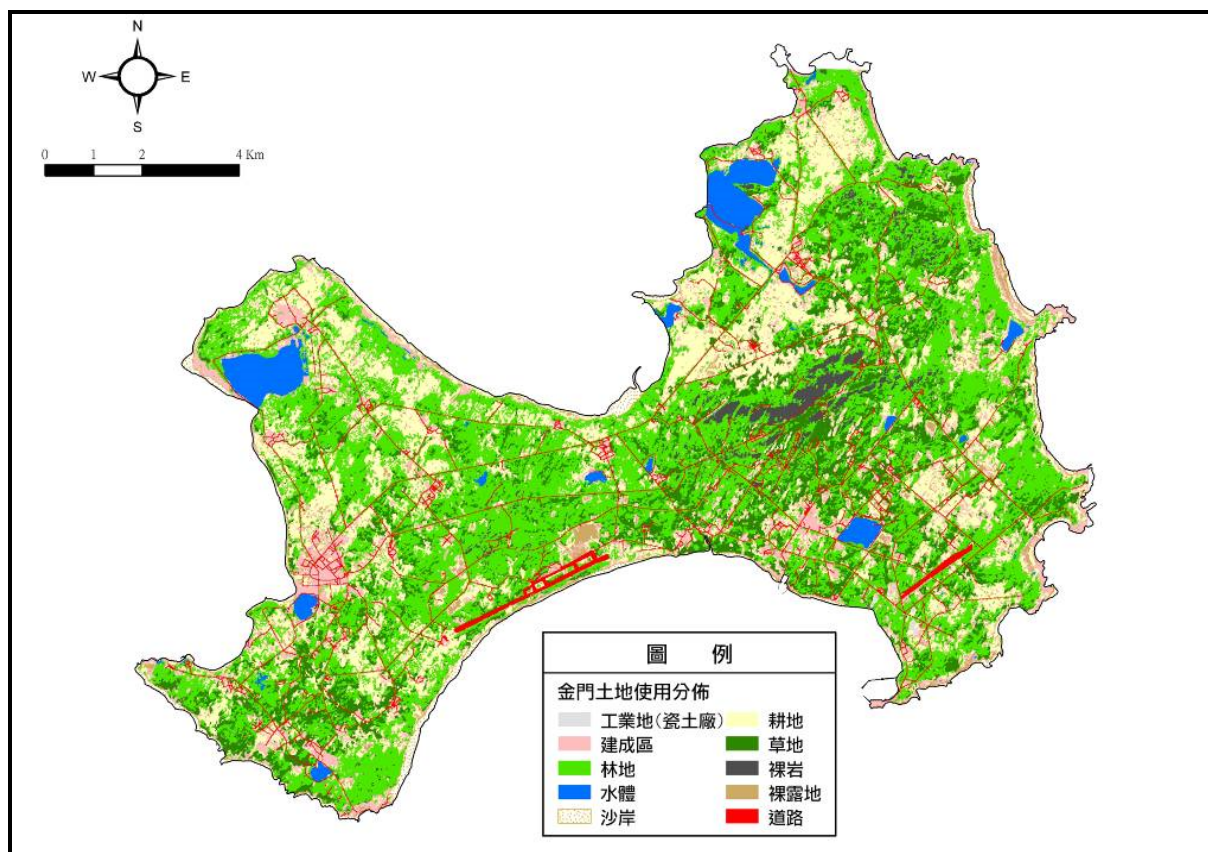 N
W E
S
0 1 2 4 Km
圖 例
金門土地使用分佈
工業地(瓷土廠) 耕地
建成區 草地
林地 裸岩
水體 裸露地
沙岸 道路